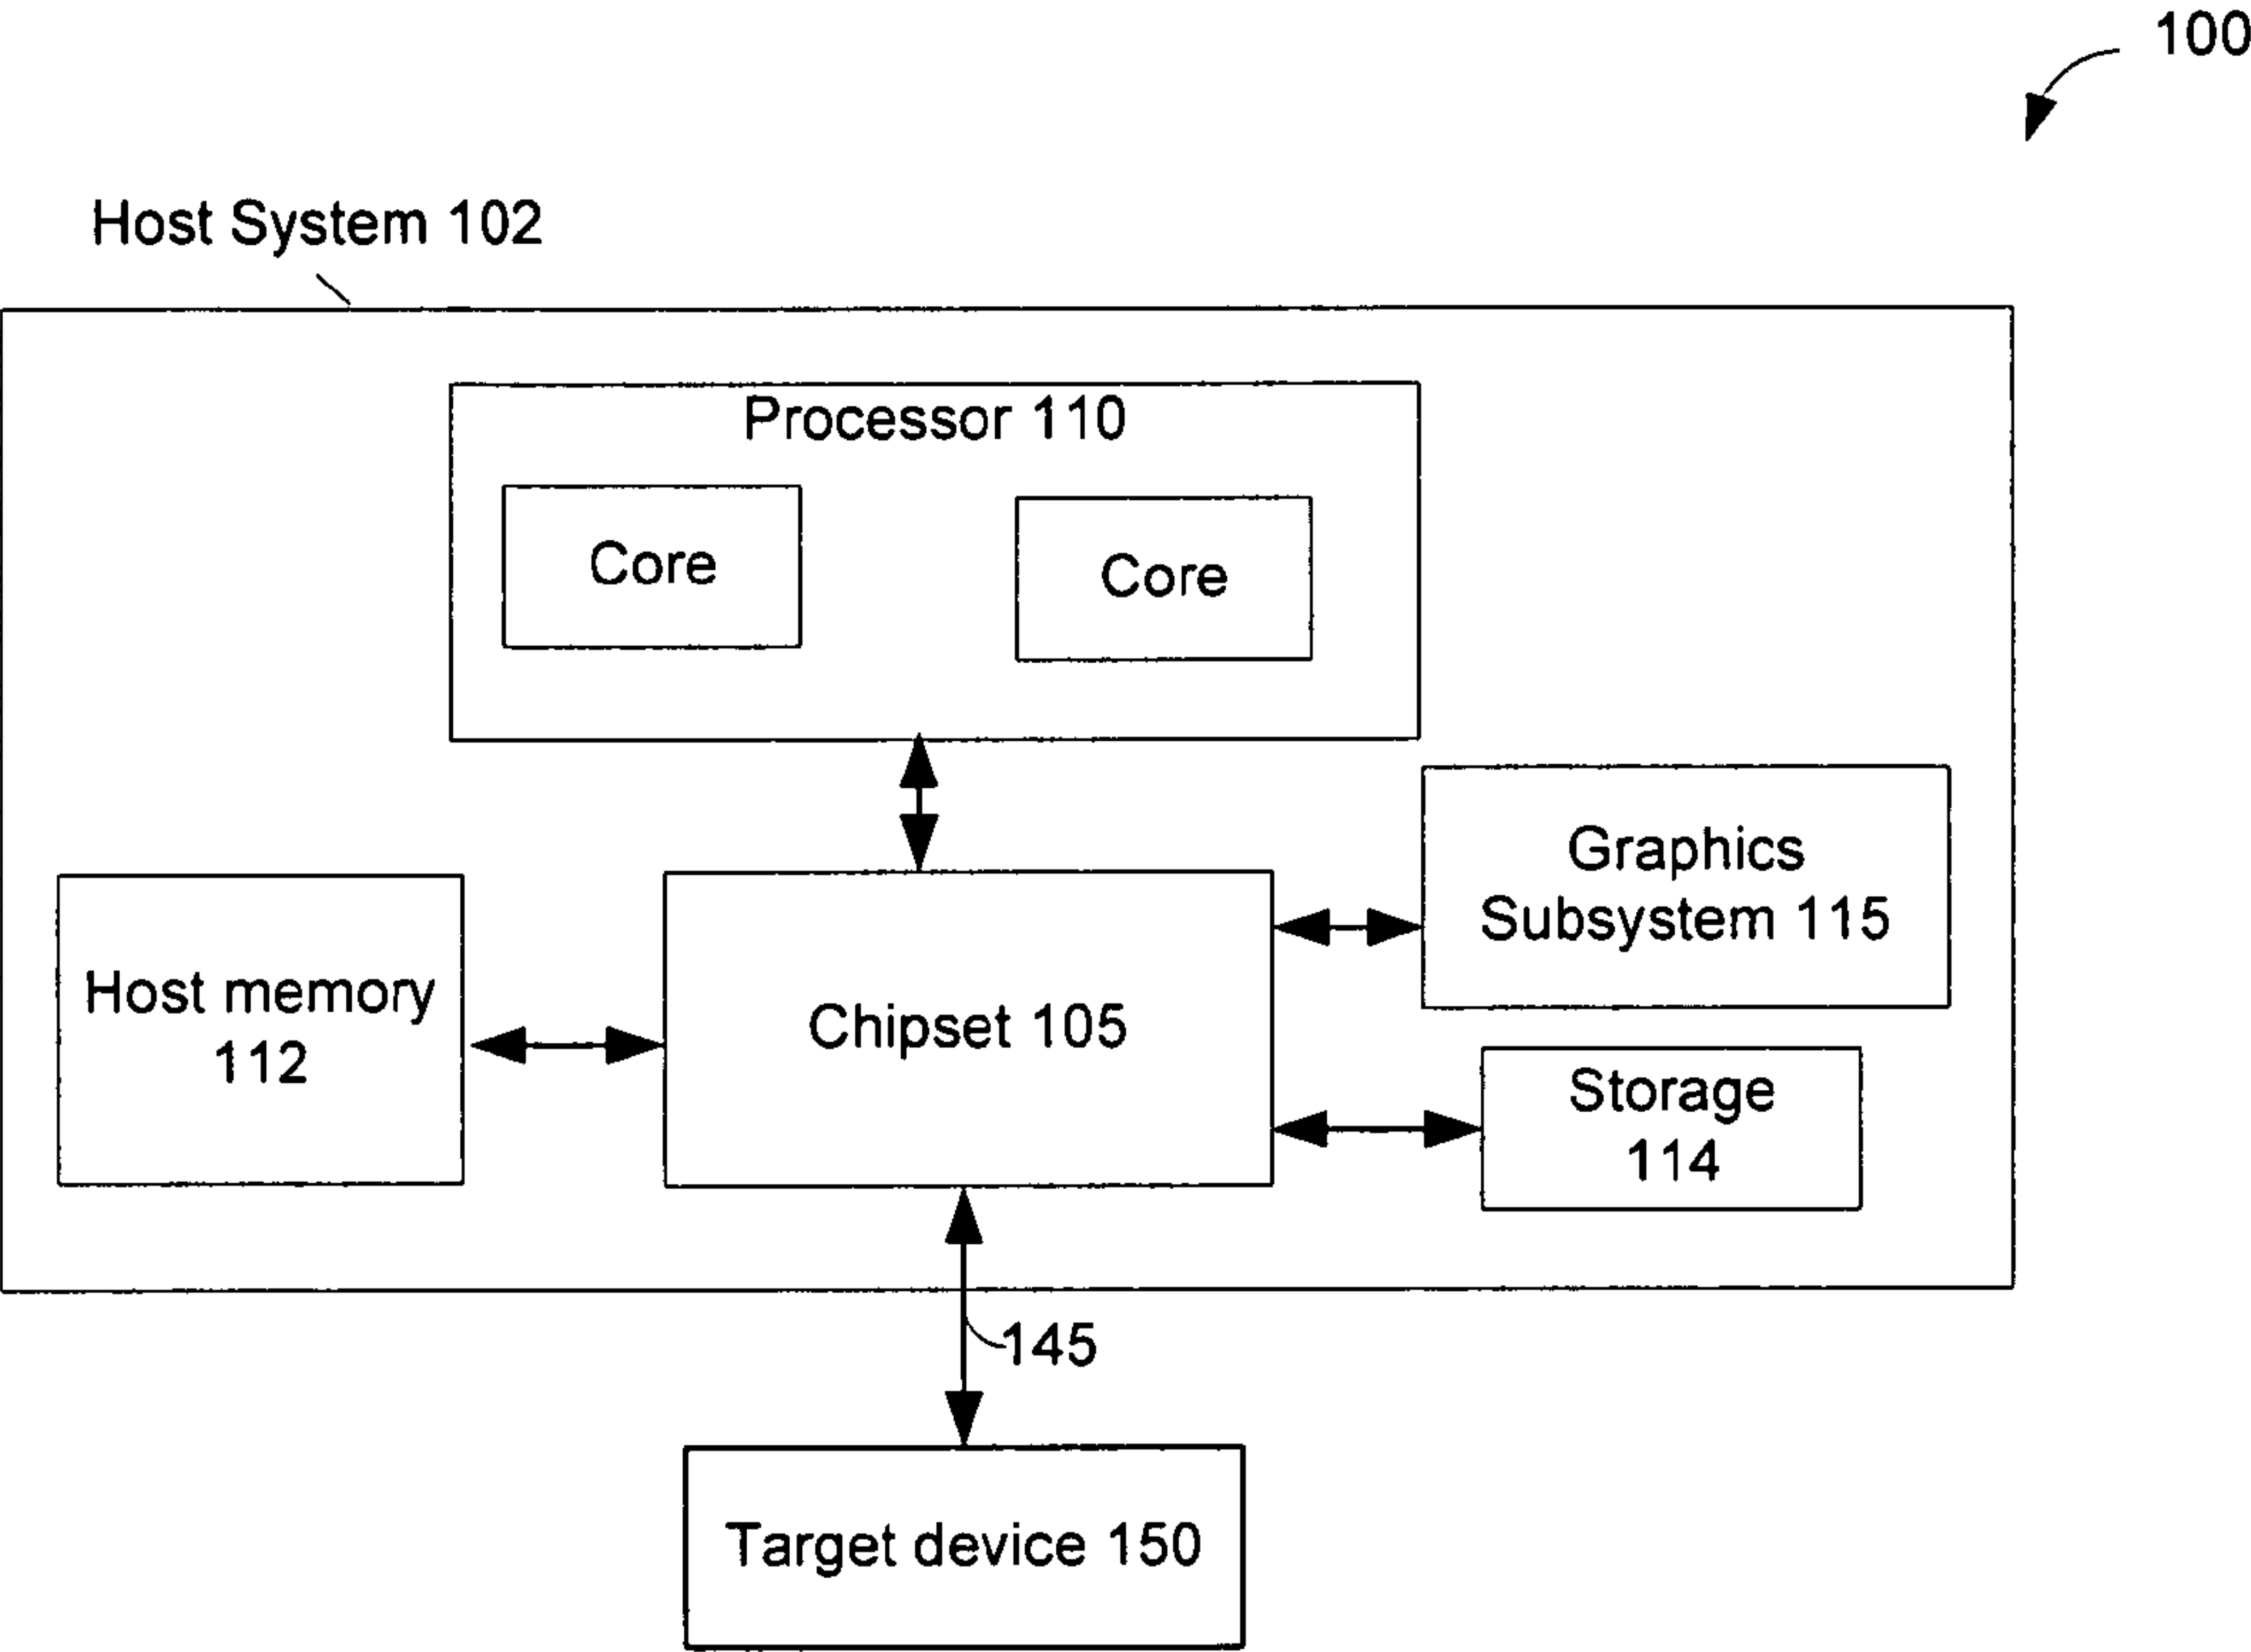 100
Host System 102
Processor 110
Core
Core
Graphics
Subsystem 115
Host memory
112
Chipset 105
Storage
114
145
Target device 150